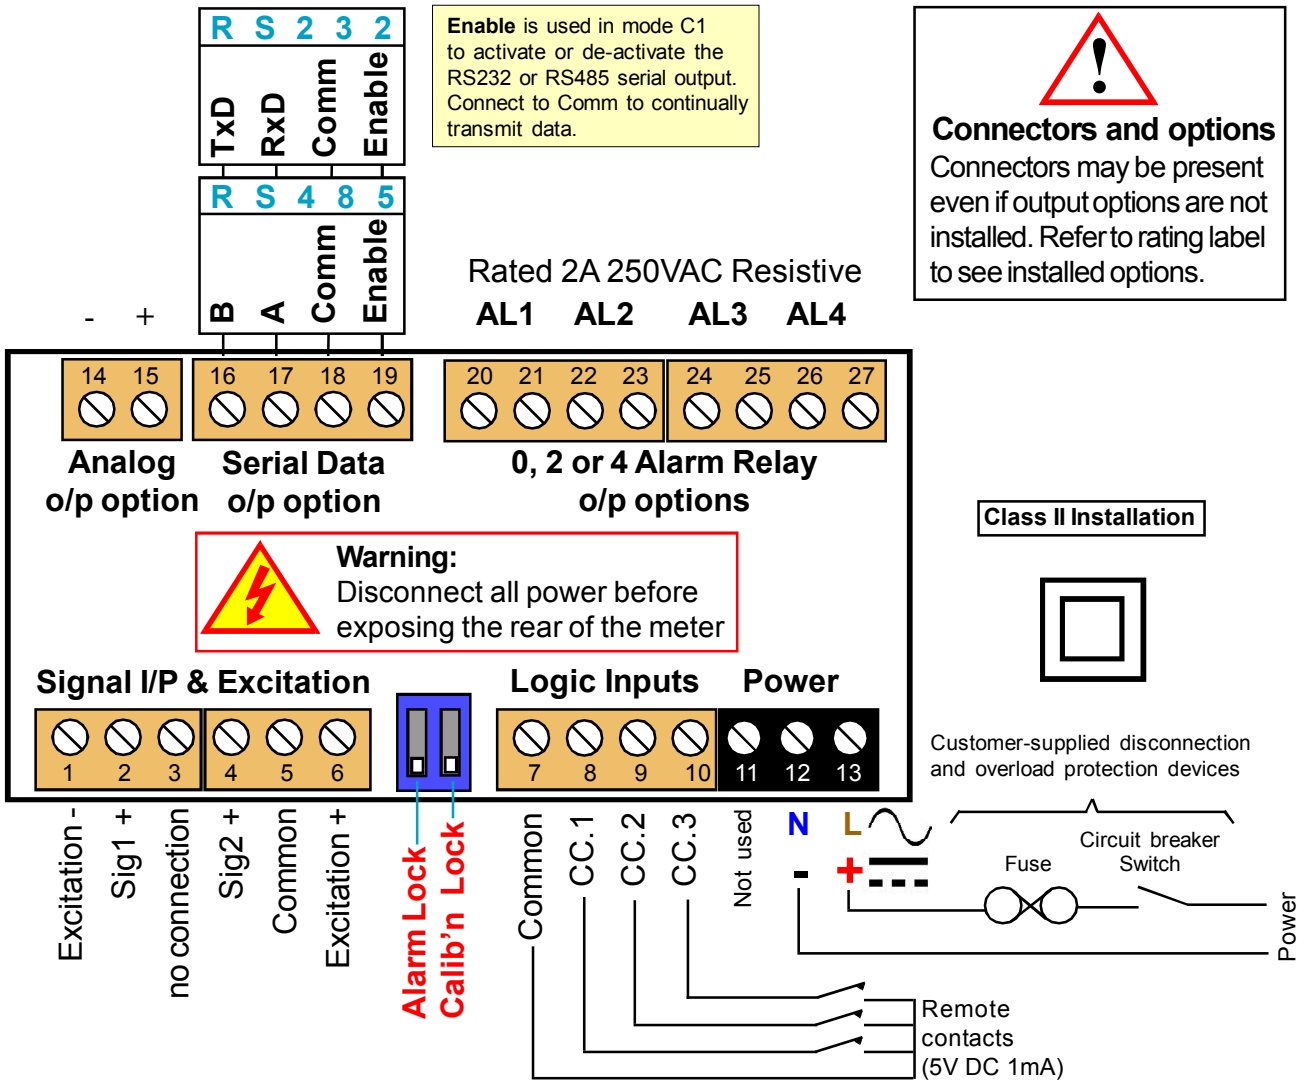 R S 2 3 2
TxD
RxD
Comm
Enable
R S 4 8 5
B
A
Comm
Enable
Enable is used in mode C1
to activate or de-activate the
RS232 or RS485 serial output.
Connect to Comm to continually
transmit data.
!
Connectors and options
Connectors may be present
even if output options are not
installed. Refer to rating label
to see installed options.
Rated 2A 250VAC Resistive
AL1 AL2 AL3 AL4
- +
14 15 16 17 18 19 20 21 22 23 24 25 26 27
Analog
o/p option
Serial Data
o/p option
0, 2 or 4 Alarm Relay
o/p options
Warning:
Disconnect all power before
exposing the rear of the meter
Class II Installation
Signal I/P & Excitation
Logic Inputs
Power
1 2 3 4 5 6 7 8 9 10 11 12 13
Excitation -
Sig1 +
no connection
Sig2 +
Common
Excitation +
Alarm Lock
Calib'n Lock
Common
CC.1
CC.2
CC.3
Not used
N L
- +
Customer-supplied disconnection
and overload protection devices
Fuse
Circuit breaker
Switch
Power
Remote
contacts
(5V DC 1mA)